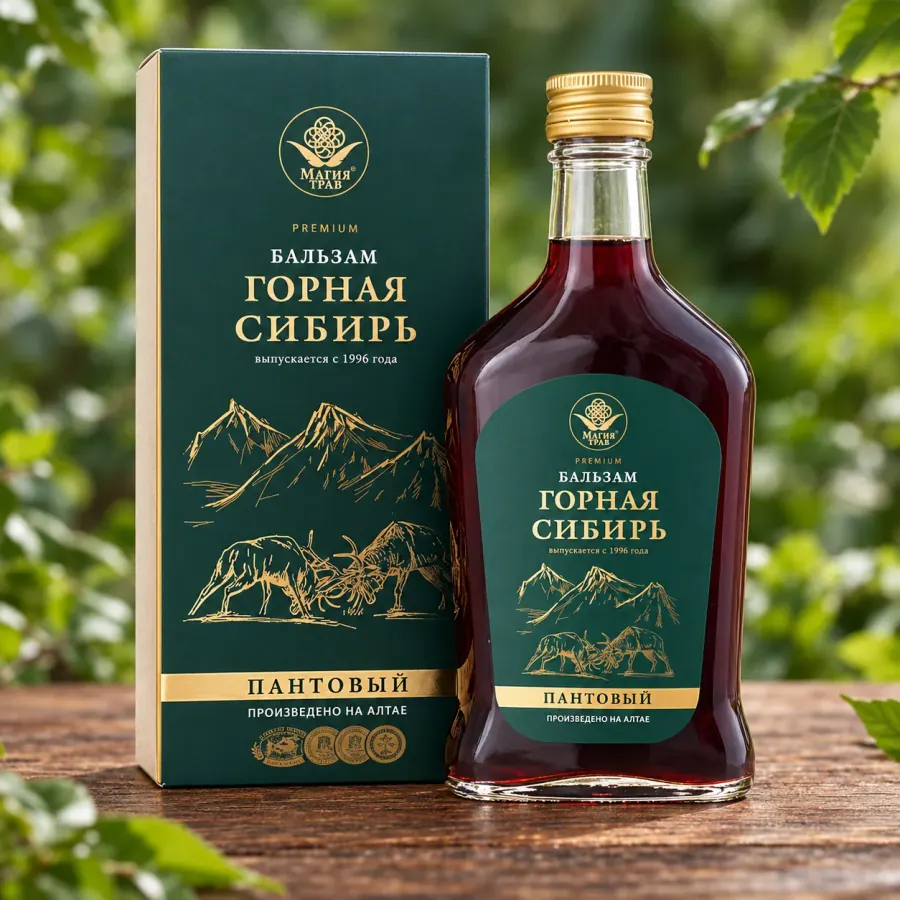 МАГИЯ®
ТРАВ
PREMIUM
БАЛЬЗАМ
ГОРНАЯ
СИБИРЬ
выпускается с 1996 года
ПАНТОВЫЙ
ПРОИЗВЕДЕНО НА АЛТАЕ
МАГИЯ®
ТРАВ
PREMIUM
БАЛЬЗАМ
ГОРНАЯ
СИБИРЬ
выпускается с 1996 года
ПАНТОВЫЙ
ПРОИЗВЕДЕНО НА АЛТАЕ